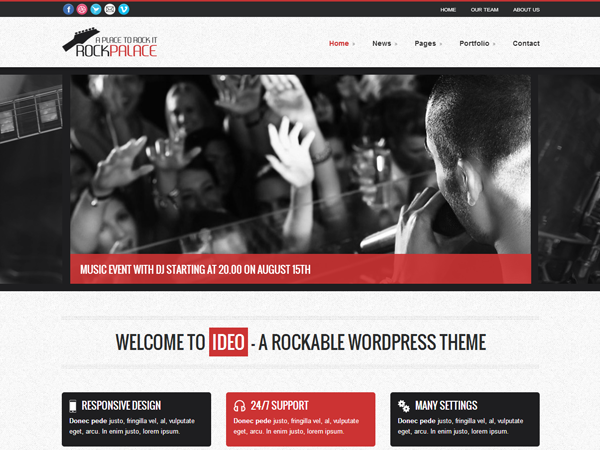 HOME OUR TEAM ABOUT US
A PLACE TO ROCK IT
ROCKPALACE
Home News Pages Portfolio Contact
MUSIC EVENT WITH DJ STARTING AT 20.00 ON AUGUST 15TH
WELCOME TO IDEO - A ROCKABLE WORDPRESS THEME
RESPONSIVE DESIGN
Donec pede justo, fringilla vel, al, vulputate
eget, arcu. In enim justo, lorem ipsum.
24/7 SUPPORT
Donec pede justo, fringilla vel, al, vulputate
eget, arcu. In enim justo, lorem ipsum.
MANY SETTINGS
Donec pede justo, fringilla vel, al, vulputate
eget, arcu. In enim justo, lorem ipsum.